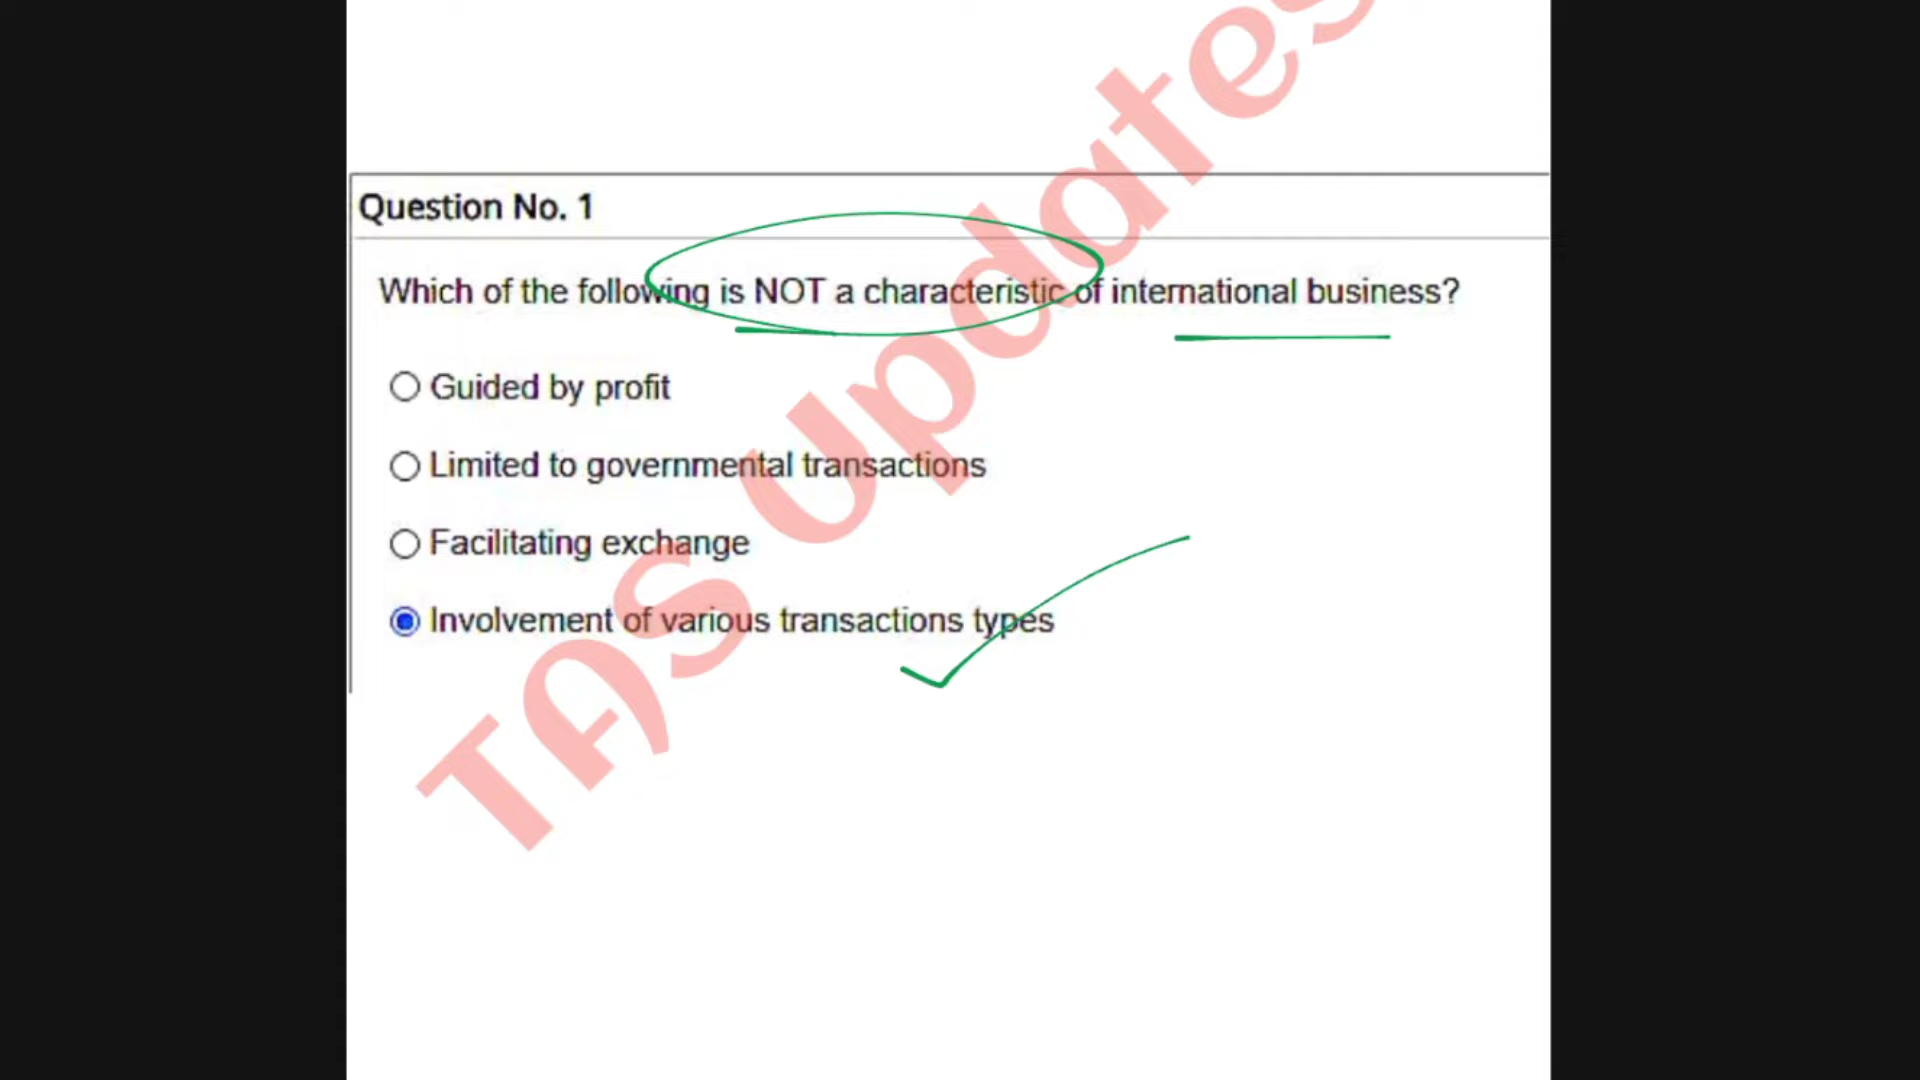 Question No. 1
Which of the following is NOT a characteristic of international business?
Guided by profit
Limited to governmental transactions
Facilitating exchange
Involvement of various transactions types
TAS Updates